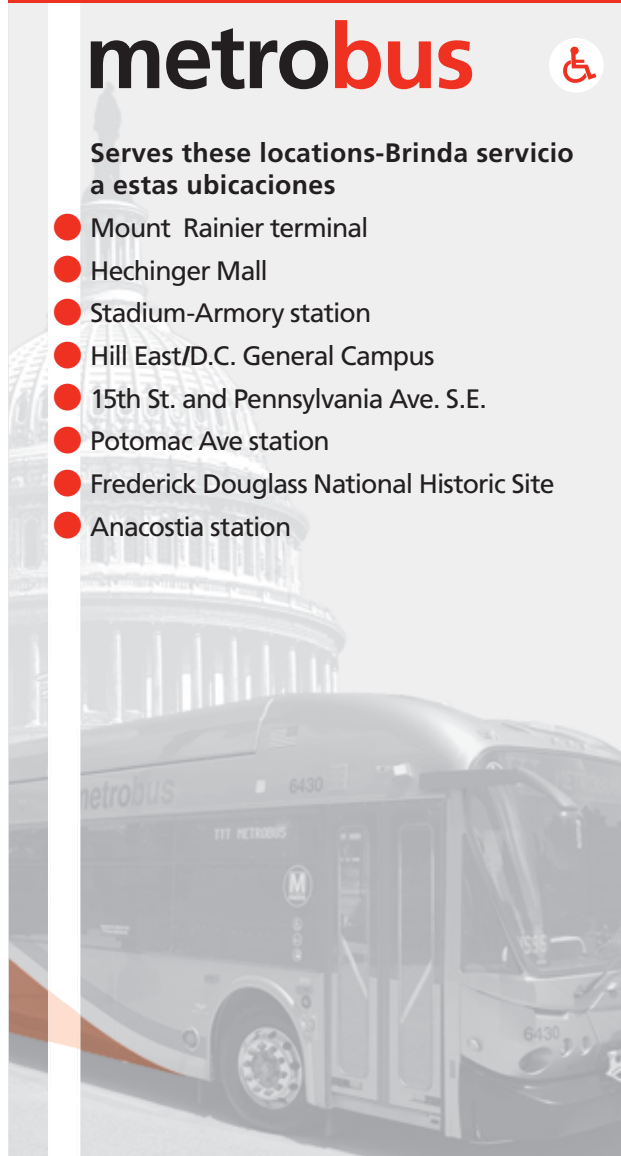 metrobus
Serves these locations-Brinda servicio
a estas ubicaciones
Mount Rainier terminal
Hechinger Mall
Stadium-Armory station
Hill East/D.C. General Campus
15th St. and Pennsylvania Ave. S.E.
Potomac Ave station
Frederick Douglass National Historic Site
Anacostia station
metrobus
6430
TTT METROBUS
M
6430